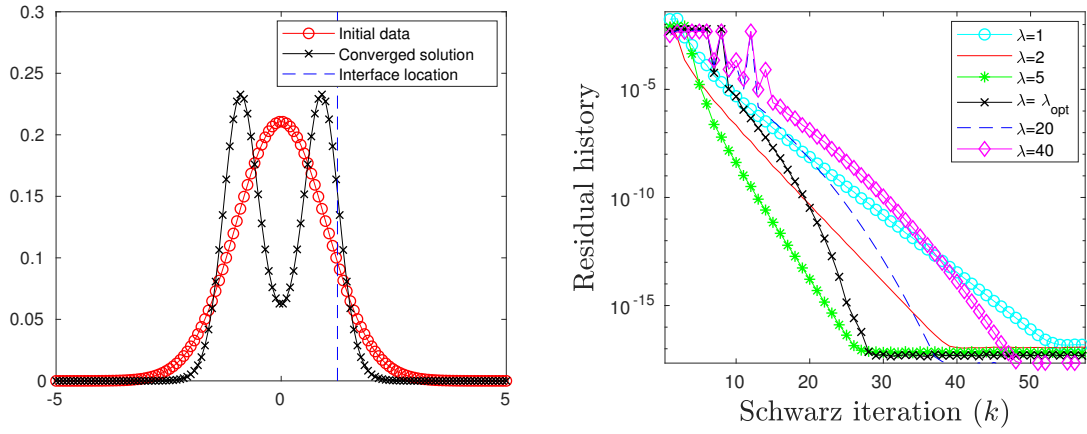 0.3
0.25
0.2
0.15
0.1
0.05
0
-5
0
5
Initial data
Converged solution
Interface location
Residual history
10^-5
10^-10
10^-15
10
20
30
40
50
Schwarz iteration (k)
λ=1
λ=2
λ=5
λ= λ_opt
λ=20
λ=40